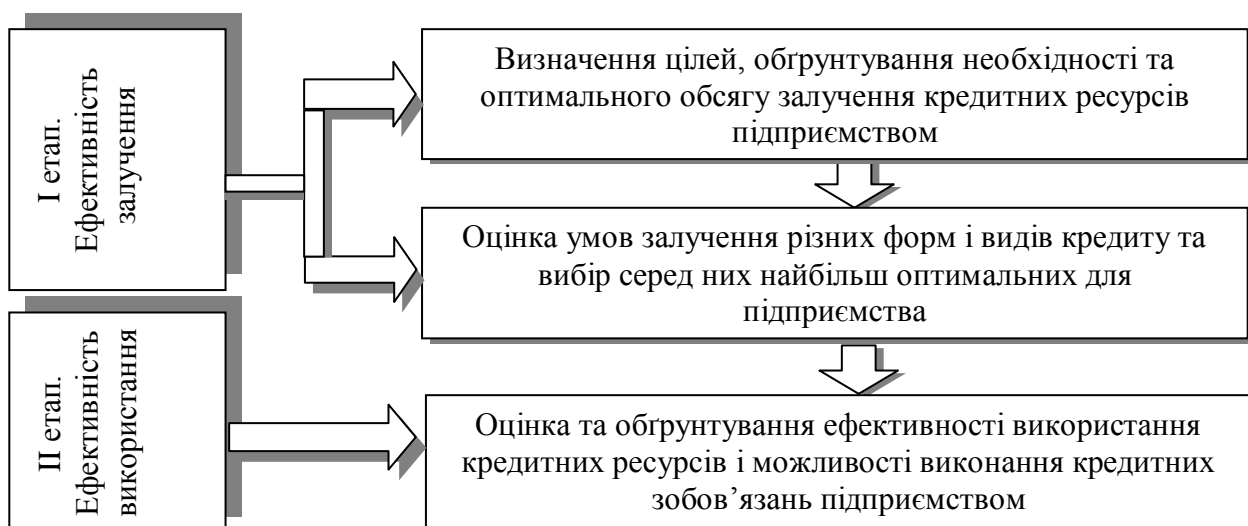 І етап.
Ефективність
залучення
Визначення цілей, обґрунтування необхідності та
оптимального обсягу залучення кредитних ресурсів
підприємством
Оцінка умов залучення різних форм і видів кредиту та
вибір серед них найбільш оптимальних для
підприємства
ІІ етап.
Ефективність
використання
Оцінка та обґрунтування ефективності використання
кредитних ресурсів і можливості виконання кредитних
зобов’язань підприємством